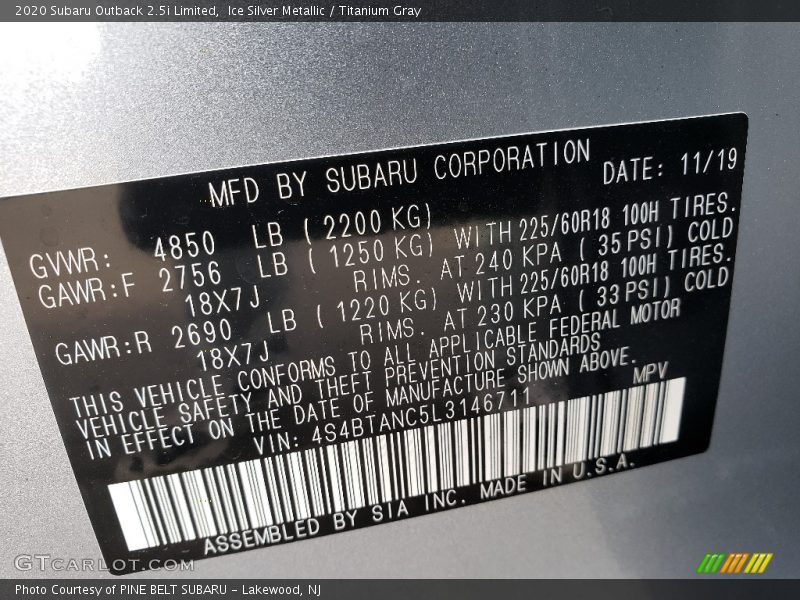 2020 Subaru Outback 2.5i Limited, Ice Silver Metallic / Titanium Gray
MFD BY SUBARU CORPORATION DATE: 11/19
GVWR: 4850 LB ( 2200 KG)
GAWR:F 2756 LB ( 1250 KG) WITH 225/60R18 100H TIRES.
18X7J RIMS. AT 240 KPA ( 35 PSI) COLD
GAWR:R 2690 LB ( 1220 KG) WITH 225/60R18 100H TIRES.
18X7J RIMS. AT 230 KPA ( 33 PSI) COLD
THIS VEHICLE CONFORMS TO ALL APPLICABLE FEDERAL MOTOR
VEHICLE SAFETY AND THEFT PREVENTION STANDARDS
IN EFFECT ON THE DATE OF MANUFACTURE SHOWN ABOVE.
VIN: 4S4BTANC5L3146711 MPV
ASSEMBLED BY SIA INC. MADE IN U.S.A.
GTcarlot.com
Photo Courtesy of PINE BELT SUBARU - Lakewood, NJ